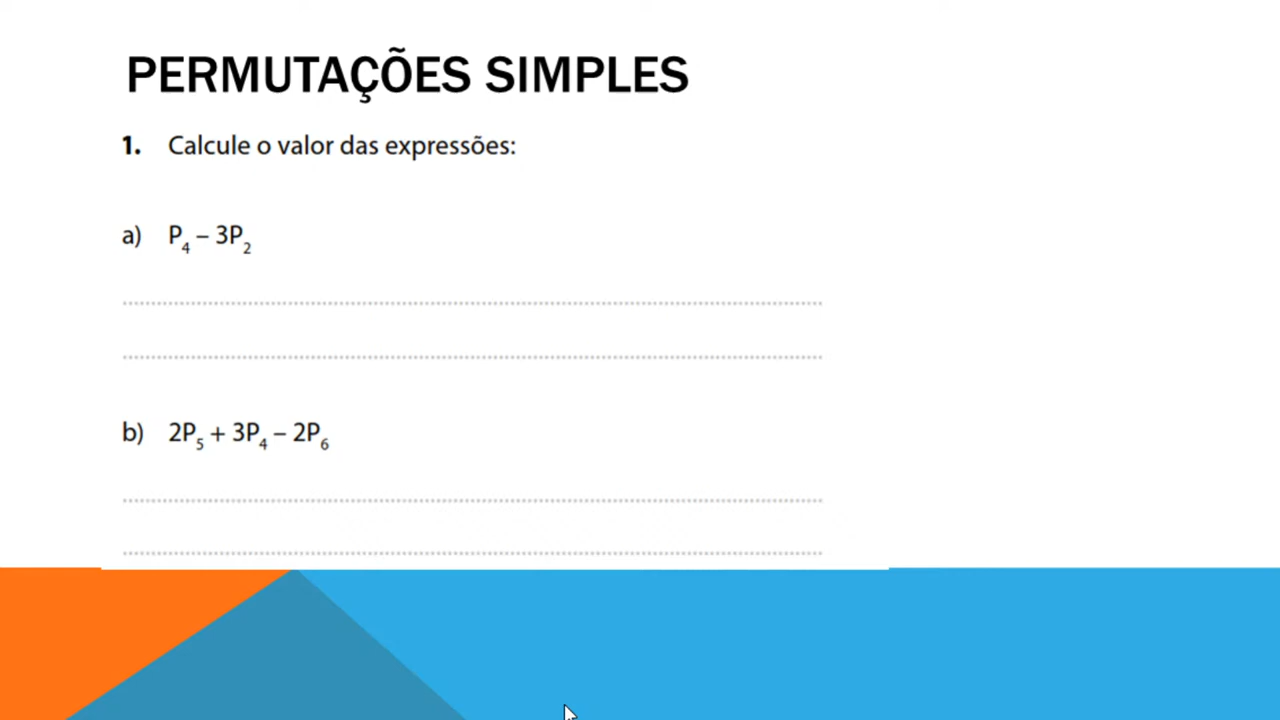 PERMUTAÇÕES SIMPLES
1. Calcule o valor das expressões:
a) P₄ – 3P₂
b) 2P₅ + 3P₄ – 2P₆